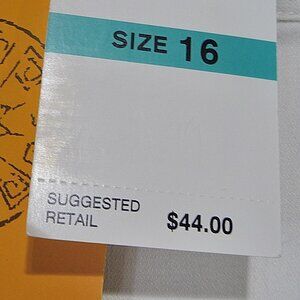 SIZE 16
SUGGESTED
RETAIL $44.00